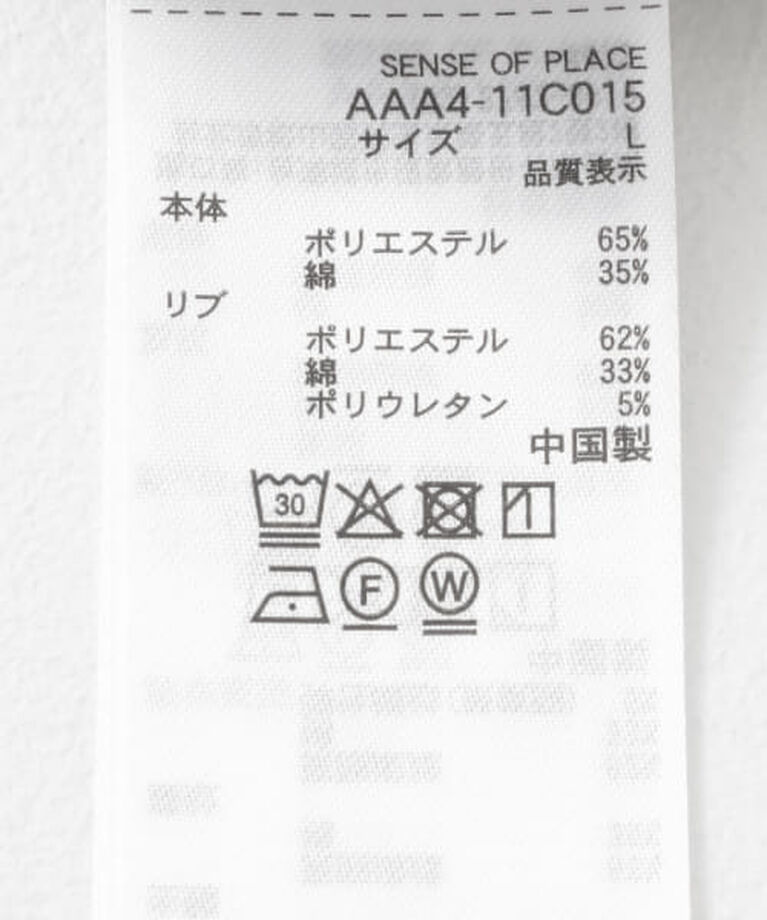 SENSE OF PLACE
AAA4-11C015
サイズ L
品質表示
本体
ポリエステル 65%
綿 35%
リブ
ポリエステル 62%
綿 33%
ポリウレタン 5%
中国製
30
F W